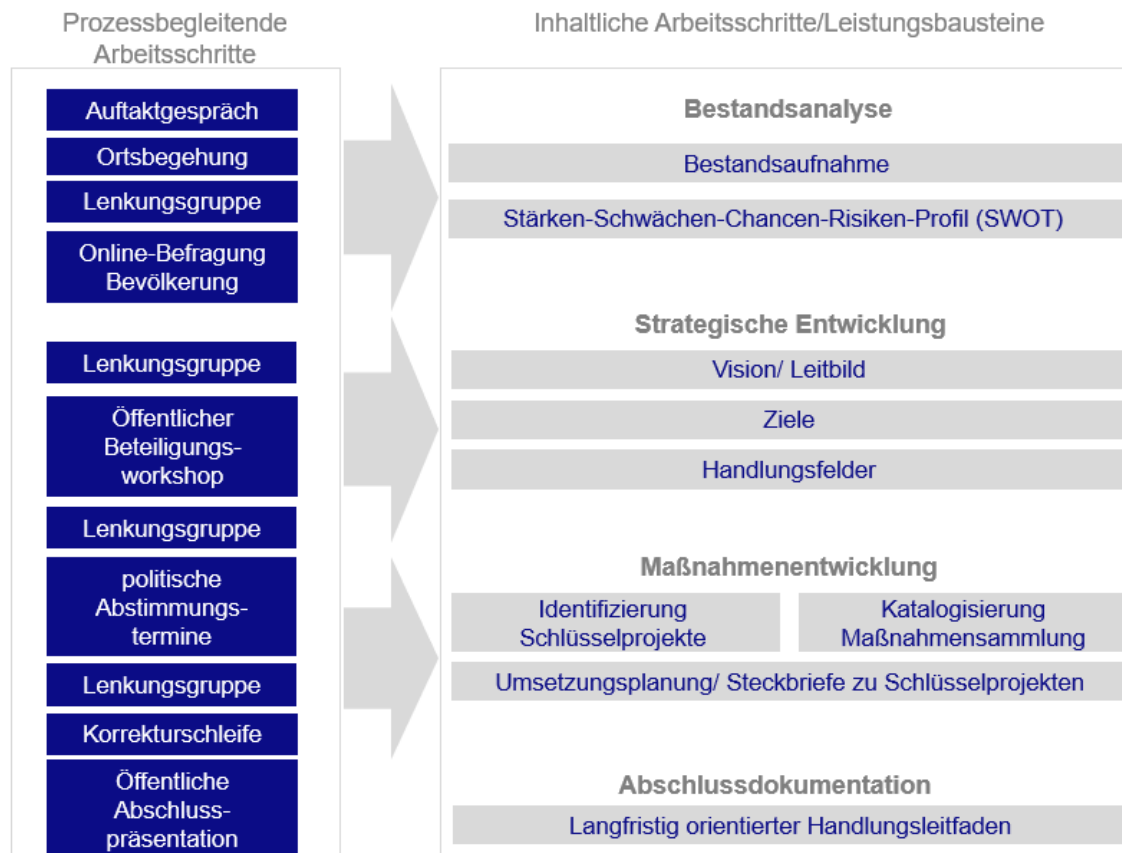 Prozessbegleitende
Arbeitsschritte
Auftaktgespräch
Ortsbegehung
Lenkungsgruppe
Online-Befragung
Bevölkerung
Lenkungsgruppe
Öffentlicher
Beteiligungs-
workshop
Lenkungsgruppe
politische
Abstimmungs-
termine
Lenkungsgruppe
Korrekturschleife
Öffentliche
Abschluss-
präsentation
Inhaltliche Arbeitsschritte/Leistungsbausteine
Bestandsanalyse
Bestandsaufnahme
Stärken-Schwächen-Chancen-Risiken-Profil (SWOT)
Strategische Entwicklung
Vision/ Leitbild
Ziele
Handlungsfelder
Maßnahmenentwicklung
Identifizierung
Schlüsselprojekte
Katalogisierung
Maßnahmensammlung
Umsetzungsplanung/ Steckbriefe zu Schlüsselprojekten
Abschlussdokumentation
Langfristig orientierter Handlungsleitfaden